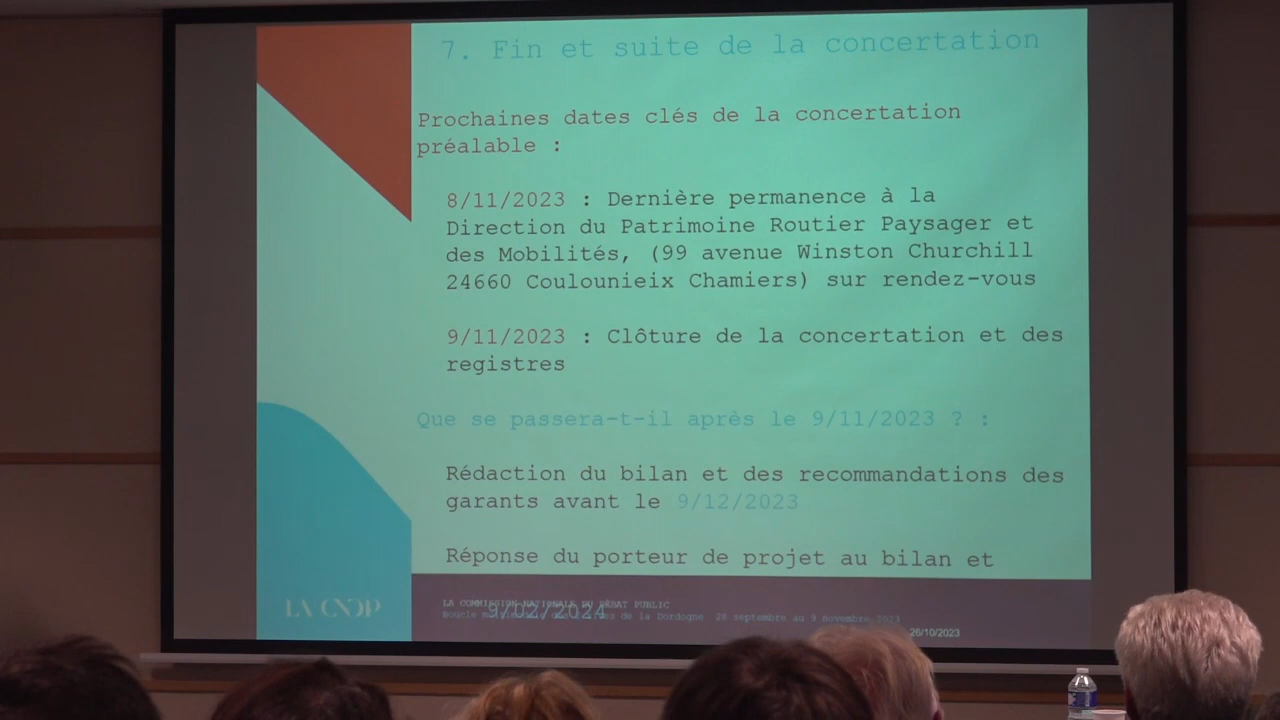 7. Fin et suite de la concertation
Prochaines dates clés de la concertation
préalable :
8/11/2023 : Dernière permanence à la
Direction du Patrimoine Routier Paysager et
des Mobilités, (99 avenue Winston Churchill
24660 Coulounieix Chamiers) sur rendez-vous
9/11/2023 : Clôture de la concertation et des
registres
Que se passera-t-il après le 9/11/2023 ? :
Rédaction du bilan et des recommandations des
garants avant le 9/12/2023
Réponse du porteur de projet au bilan et
9/02/2024
LA CNDP
LA COMMISSION NATIONALE DU DÉBAT PUBLIC
Boucle de la Dordogne 28 septembre au 9 novembre 2023
26/10/2023